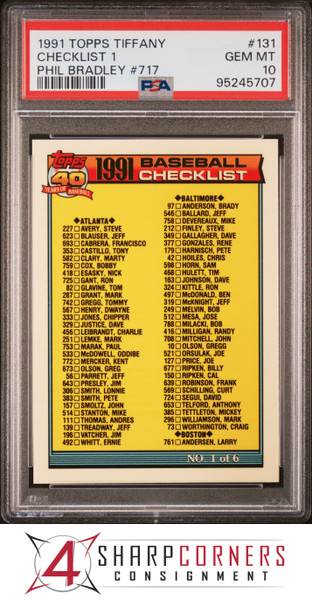 1991 TOPPS TIFFANY #131
CHECKLIST 1 GEM MT
PHIL BRADLEY #717 10
PSA 95245707
Topps 40 YEARS OF BASEBALL
1991 BASEBALL CHECKLIST
◆ATLANTA◆
227□AVERY, STEVE
623□BLAUSER, JEFF
693□CABRERA, FRANCISCO
353□CASTILLO, TONY
582□CLARY, MARTY
759□COX, BOBBY
418□ESASKY, NICK
725□GANT, RON
82□GLAVINE, TOM
287□GRANT, MARK
742□GREGG, TOMMY
567□HENRY, DWAYNE
333□JONES, CHIPPER
329□JUSTICE, DAVE
456□LEIBRANDT, CHARLIE
251□LEMKE, MARK
753□MARAK, PAUL
533□McDOWELL, ODDIBE
772□MERCKER, KENT
673□OLSON, GREG
56□PARRETT, JEFF
643□PRESLEY, JIM
306□SMITH, LONNIE
383□SMITH, PETE
157□SMOLTZ, JOHN
514□STANTON, MIKE
111□THOMAS, ANDRES
139□TREADWAY, JEFF
196□VATCHER, JIM
492□WHITT, ERNIE
◆BALTIMORE◆
97□ANDERSON, BRADY
546□BALLARD, JEFF
758□DEVEREAUX, MIKE
212□FINLEY, STEVE
349□GALLAGHER, DAVE
377□GONZALES, RENE
179□HARNISCH, PETE
42□HOILES, CHRIS
598□HORN, SAM
468□HULETT, TIM
163□JOHNSON, DAVE
324□KITTLE, RON
497□McDONALD, BEN
319□McKNIGHT, JEFF
249□MELVIN, BOB
512□MESA, JOSE
788□MILACKI, BOB
416□MILLIGAN, RANDY
708□MITCHELL, JOHN
10□OLSON, GREGG
521□ORSULAK, JOE
127□PRICE, JOE
677□RIPKEN, BILLY
150□RIPKEN, CAL
639□ROBINSON, FRANK
569□SCHILLING, CURT
724□SEGUI, DAVID
653□TELFORD, ANTHONY
385□TETTLETON, MICKEY
296□WILLIAMSON, MARK
73□WORTHINGTON, CRAIG
◆BOSTON◆
761□ANDERSEN, LARRY
NO. 1 of 6
4 SHARPCORNERS
CONSIGNMENT